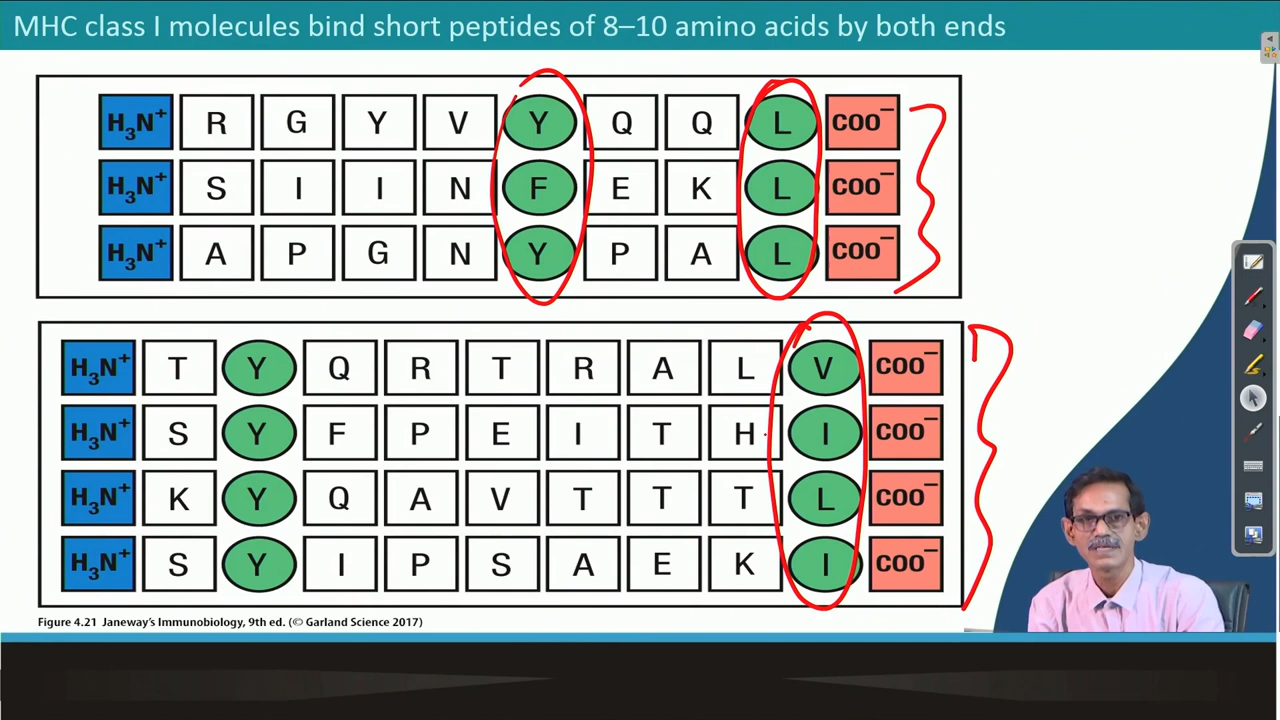 MHC class I molecules bind short peptides of 8–10 amino acids by both ends
H₃N⁺ R G Y V Y Q Q L COO⁻
H₃N⁺ S I I N F E K L COO⁻
H₃N⁺ A P G N Y P A L COO⁻
H₃N⁺ T Y Q R T R A L V COO⁻
H₃N⁺ S Y F P E I T H I COO⁻
H₃N⁺ K Y Q A V T T T L COO⁻
H₃N⁺ S Y I P S A E K I COO⁻
Figure 4.21 Janeway's Immunobiology, 9th ed. (© Garland Science 2017)